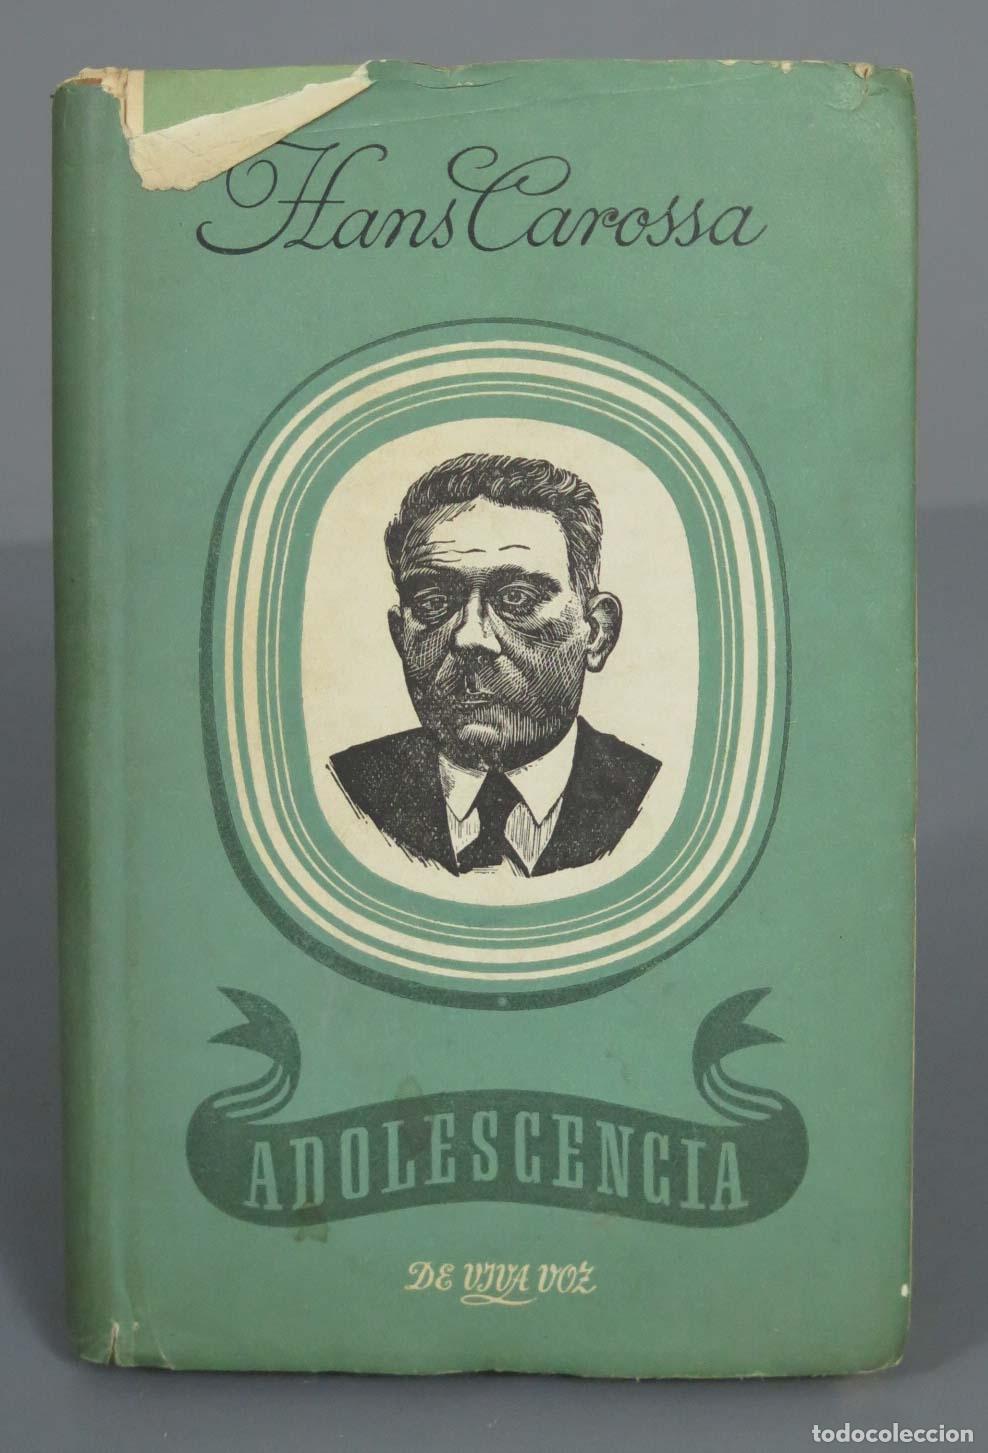 Hans Carossa
ADOLESCENCIA
DE VIVA VOZ
todocoleccion